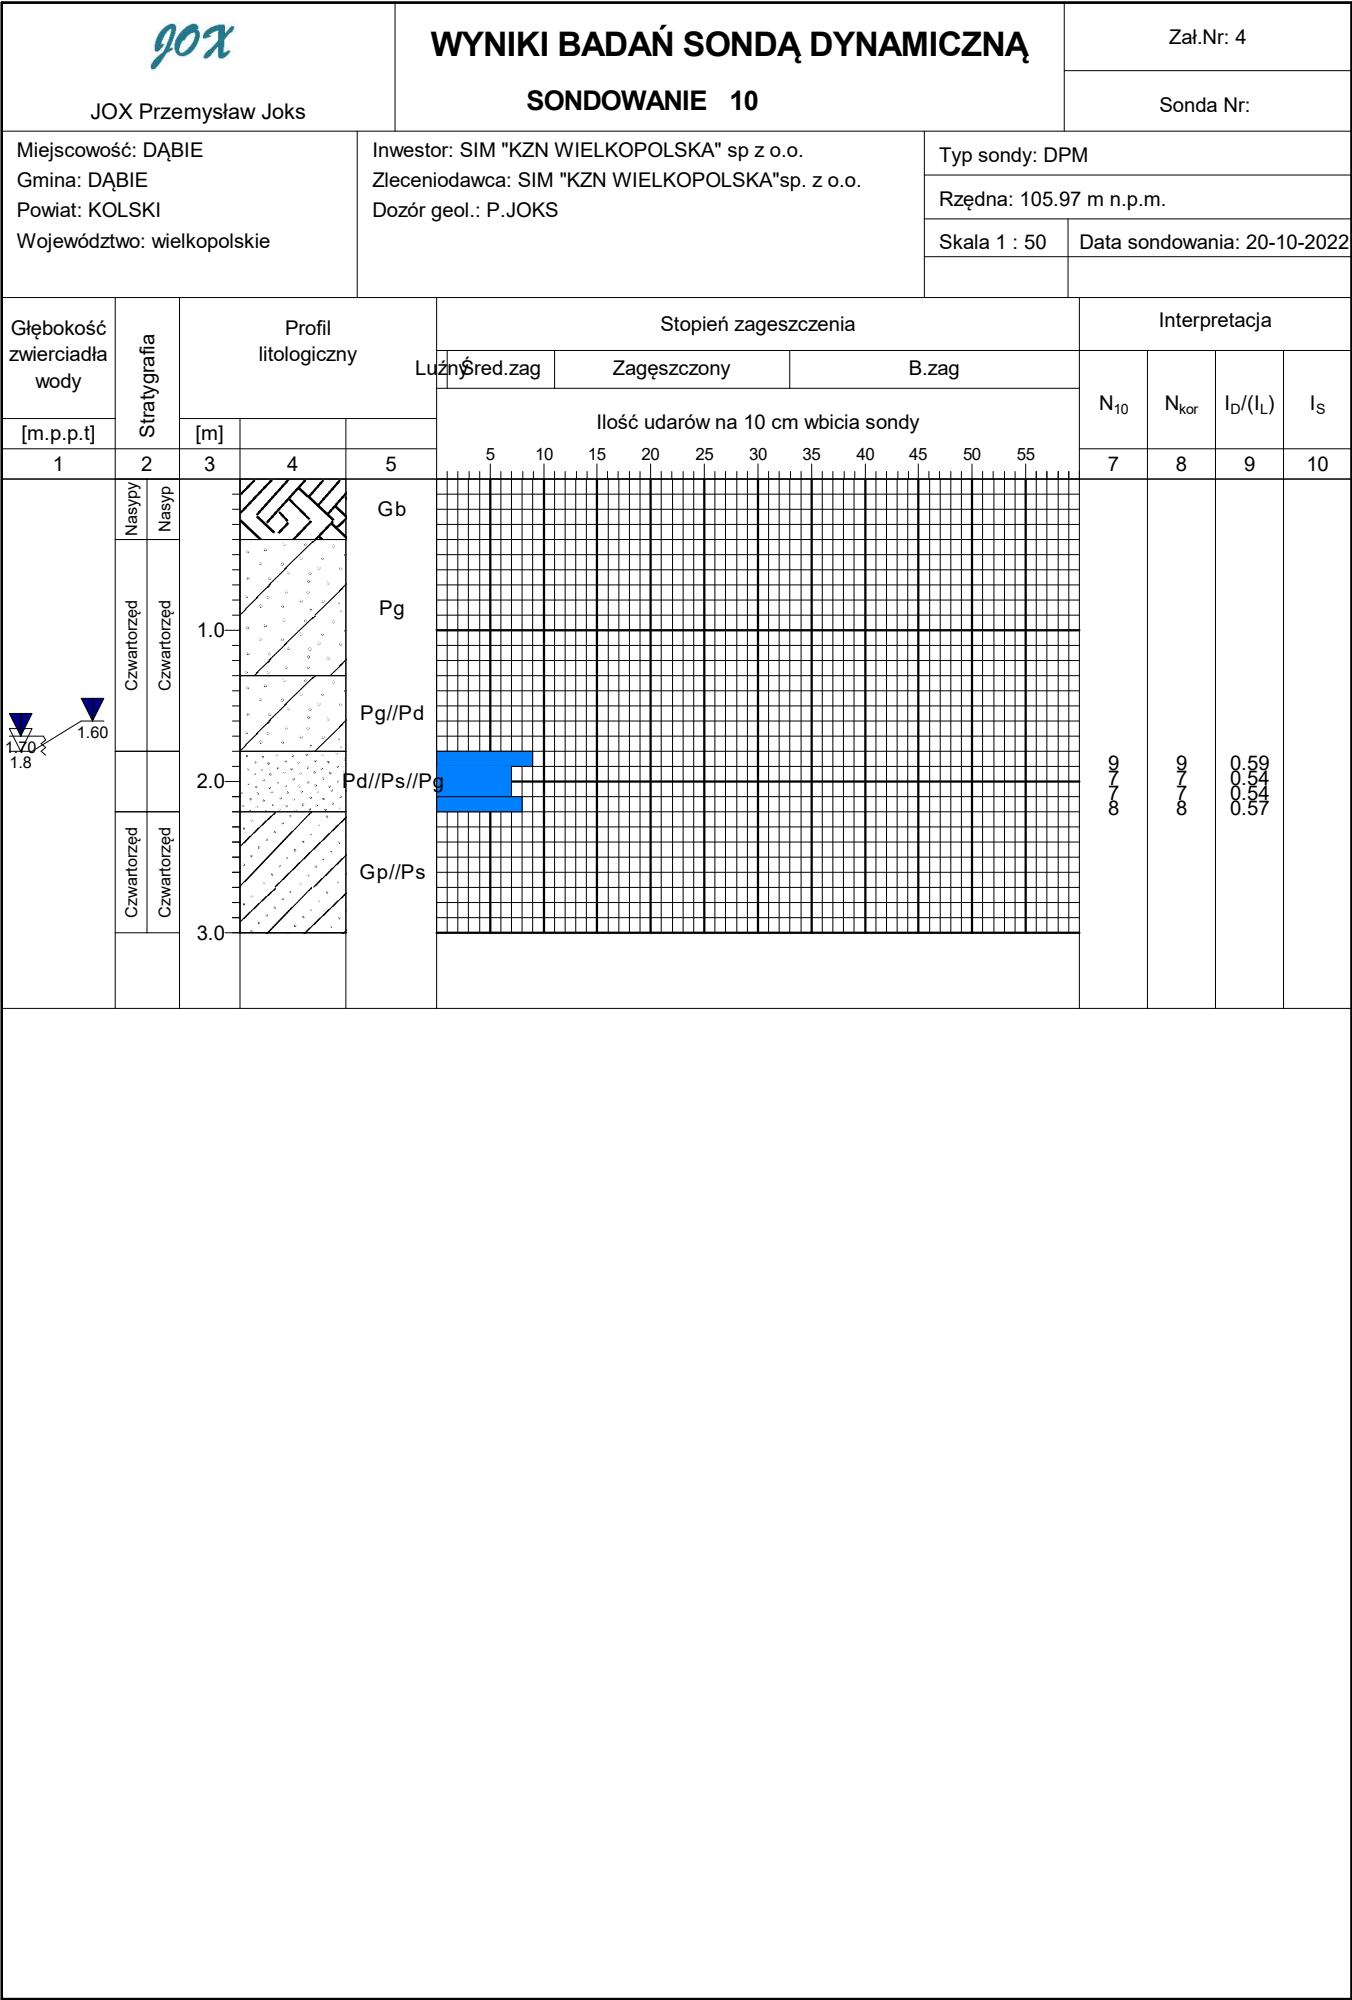 JOX
JOX Przemysław Joks
WYNIKI BADAŃ SONDĄ DYNAMICZNĄ
SONDOWANIE 10
Zał.Nr: 4
Sonda Nr:
Miejscowość: DĄBIE
Gmina: DĄBIE
Powiat: KOLSKI
Województwo: wielkopolskie
Inwestor: SIM "KZN WIELKOPOLSKA" sp z o.o.
Zleceniodawca: SIM "KZN WIELKOPOLSKA"sp. z o.o.
Dozór geol.: P.JOKS
Typ sondy: DPM
Rzędna: 105.97 m n.p.m.
Skala 1 : 50
Data sondowania: 20-10-2022
Głębokość
zwierciadła
wody
[m.p.p.t]
Stratygrafia
Profil
litologiczny
[m]
Stopień zageszczenia
Luźny
Śred.zag
Zagęszczony
B.zag
Ilość udarów na 10 cm wbicia sondy
5 10 15 20 25 30 35 40 45 50 55
Interpretacja
N10
Nkor
ID/(IL)
IS
1 2 3 4 5 7 8 9 10
Nasypy
Nasyp
Gb
Czwartorzęd
Czwartorzęd
Pg
1.0
Pg//Pd
1.60
1.70
1.8
2.0
Pd//Ps//Pg
9 9 0.59
7 7 0.54
7 7 0.54
8 8 0.57
Czwartorzęd
Czwartorzęd
Gp//Ps
3.0